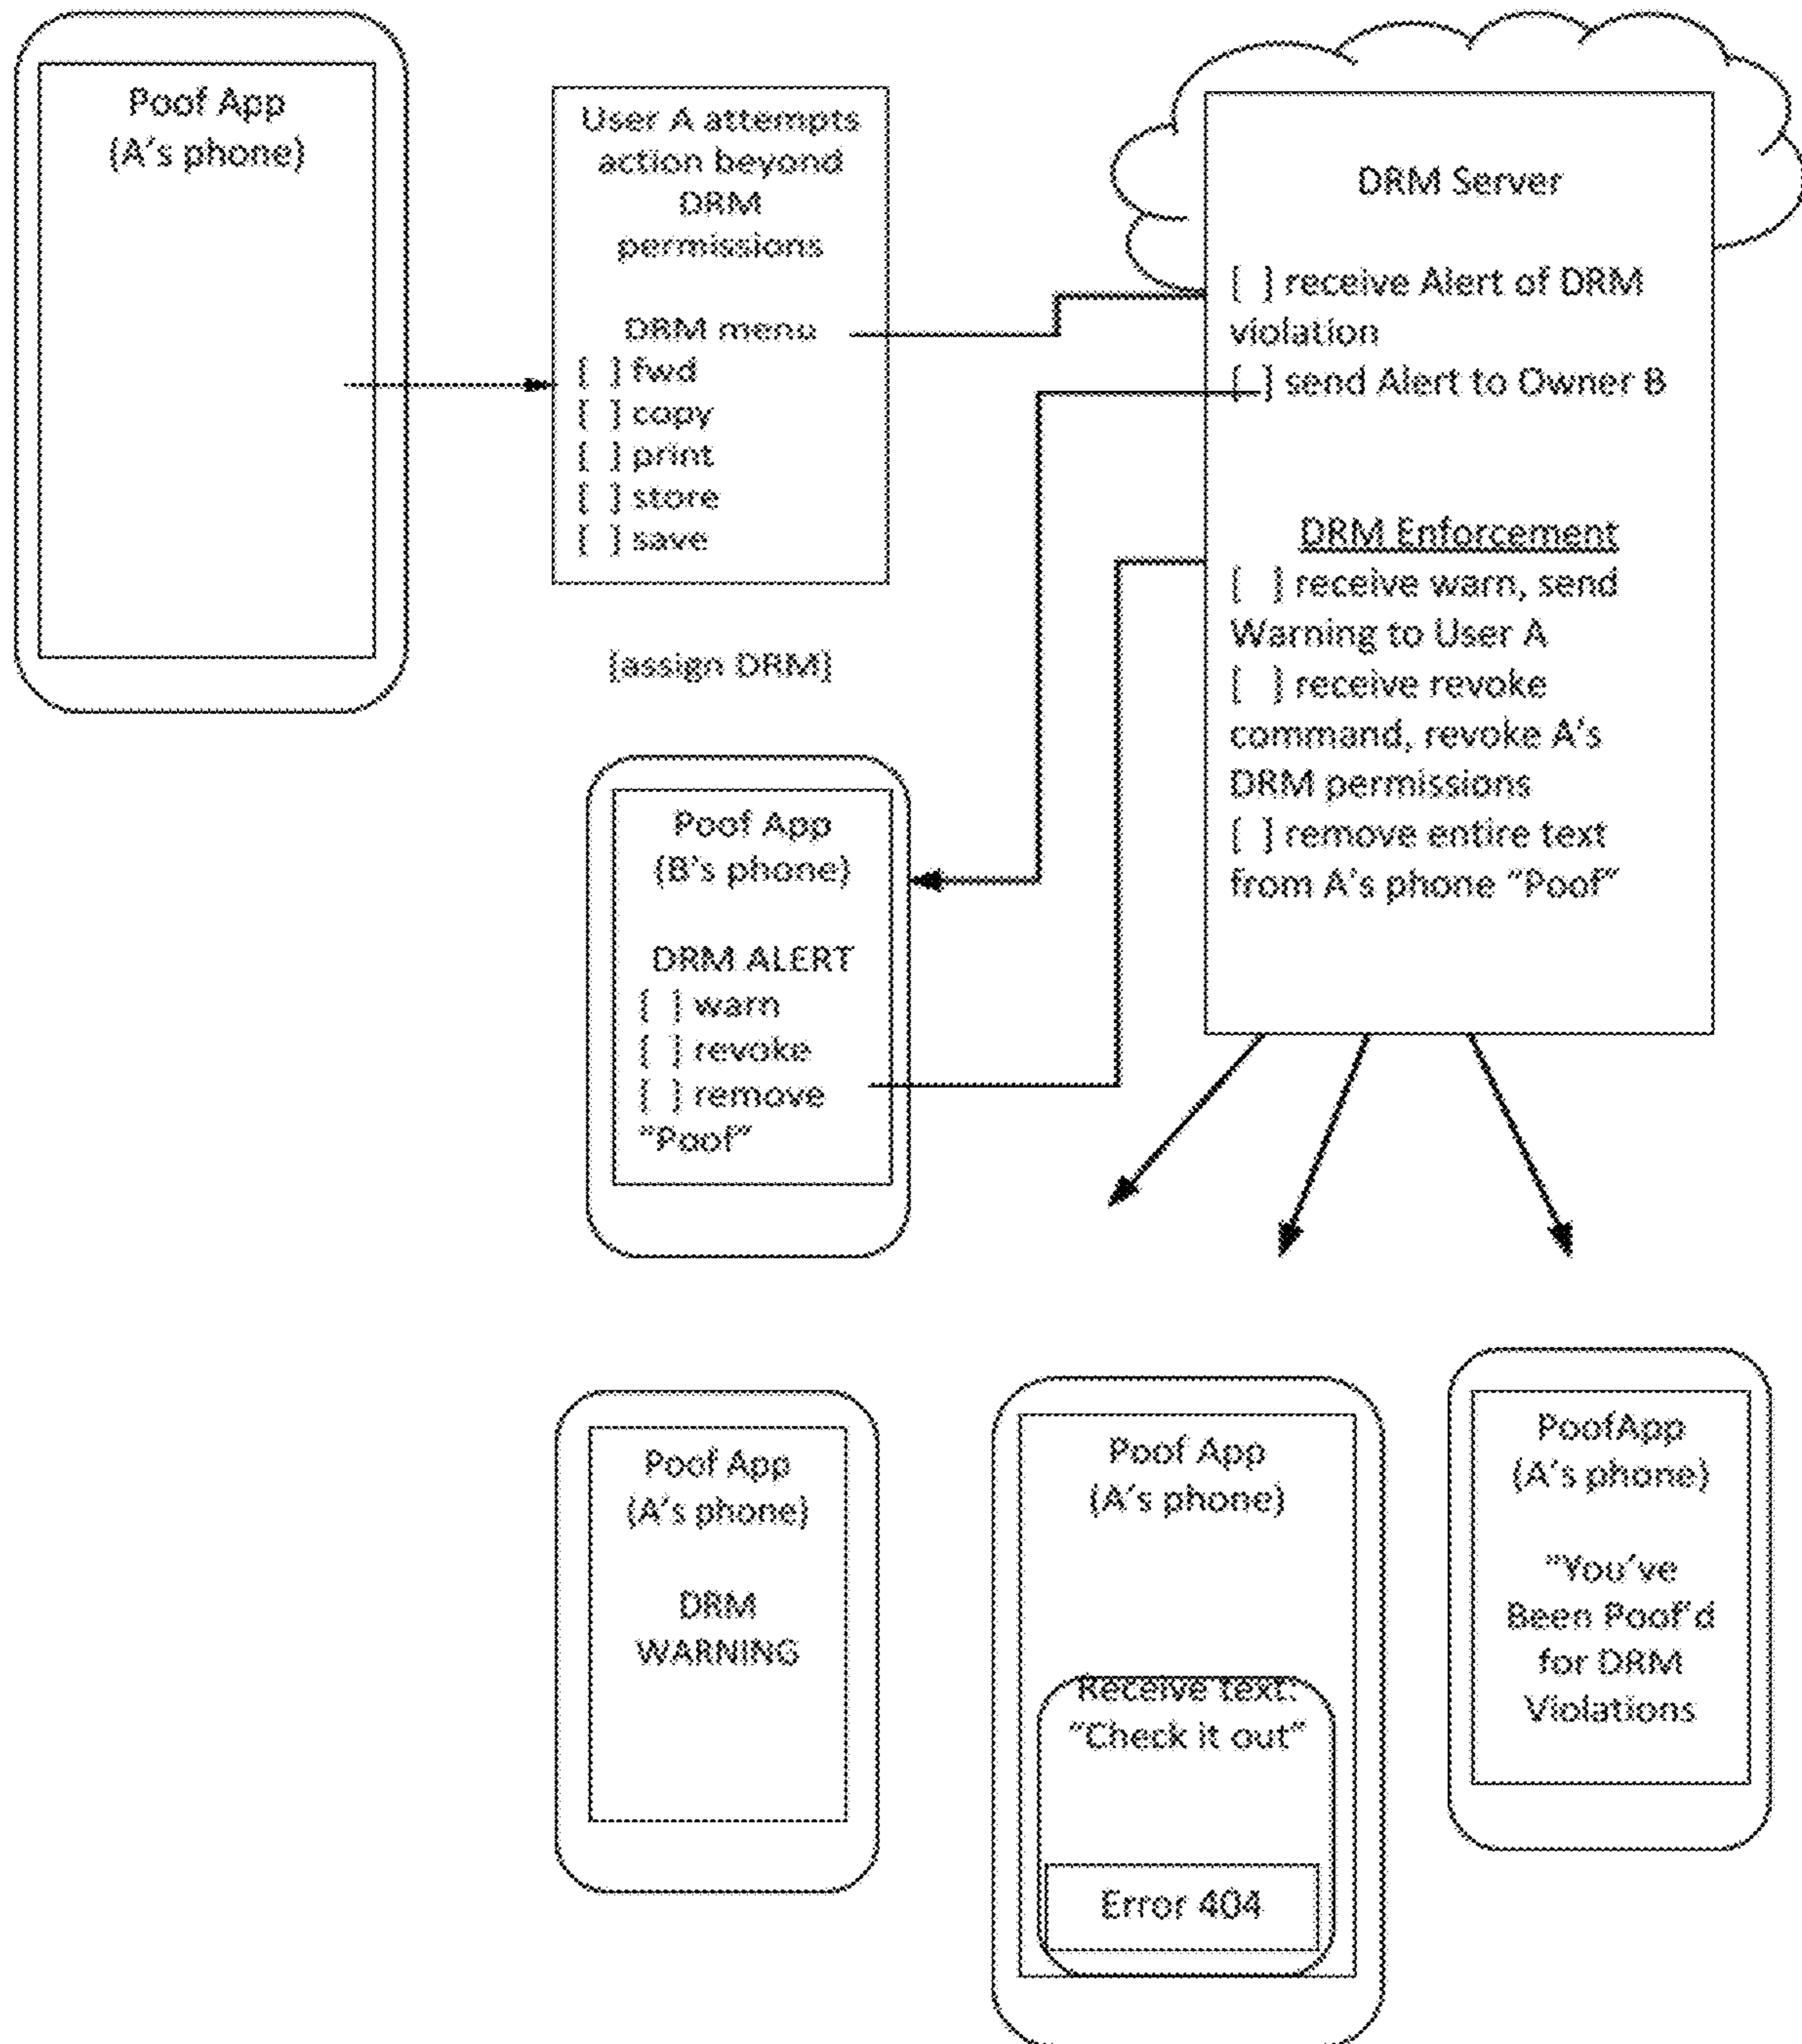 Poof App
(A's phone)
User A attempts
action beyond
DRM
permissions
DRM menu
[ ] fwd
[ ] copy
[ ] print
[ ] store
[ ] save
[assign DRM]
DRM Server
[ ] receive Alert of DRM
violation
[ ] send Alert to Owner B
DRM Enforcement
[ ] receive warn, send
Warning to User A
[ ] receive revoke
command, revoke A's
DRM permissions
[ ] remove entire text
from A's phone "Poof"
Poof App
(B's phone)
DRM ALERT
[ ] warn
[ ] revoke
[ ] remove
"Poof"
Poof App
(A's phone)
DRM
WARNING
Poof App
(A's phone)
Receive text:
"Check it out"
Error 404
PoofApp
(A's phone)
"You've
Been Poof'd
for DRM
Violations